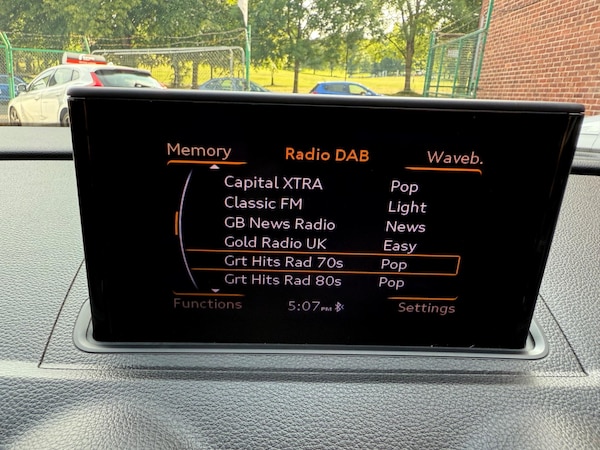 Memory Radio DAB Waveb.
Capital XTRA Pop
Classic FM Light
GB News Radio News
Gold Radio UK Easy
Grt Hits Rad 70s Pop
Grt Hits Rad 80s Pop
Functions 5:07PM Settings